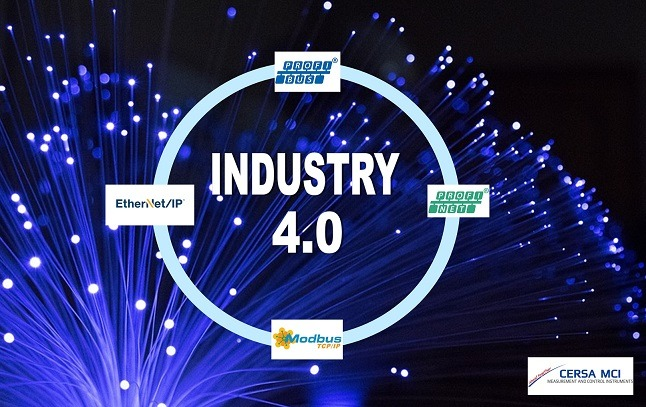 PROFI®
BUS
INDUSTRY
4.0
EtherNet/IP®
PROFI®
NET
Modbus
TCP/IP
CERSA MCI
MEASUREMENT AND CONTROL INSTRUMENTS